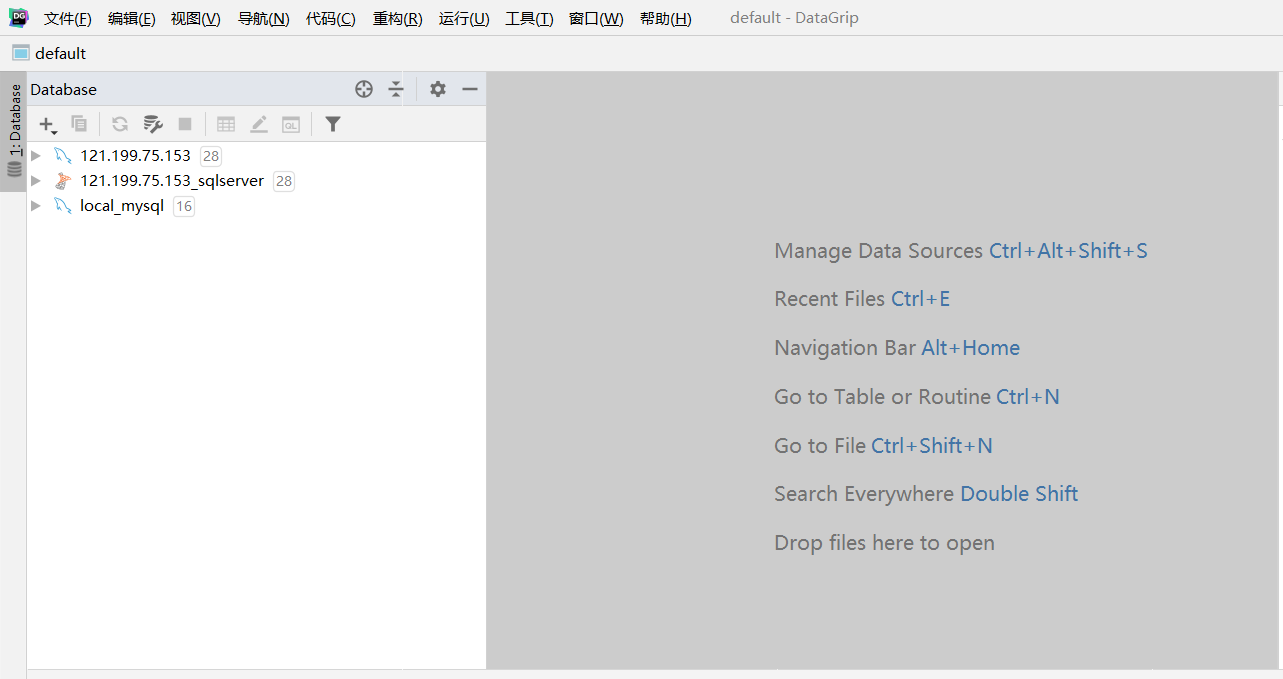 DG 文件(F) 编辑(E) 视图(V) 导航(N) 代码(C) 重构(R) 运行(U) 工具(T) 窗口(W) 帮助(H) default - DataGrip
default
1: Database
Database
QL
121.199.75.153 28
121.199.75.153_sqlserver 28
local_mysql 16
Manage Data Sources Ctrl+Alt+Shift+S
Recent Files Ctrl+E
Navigation Bar Alt+Home
Go to Table or Routine Ctrl+N
Go to File Ctrl+Shift+N
Search Everywhere Double Shift
Drop files here to open